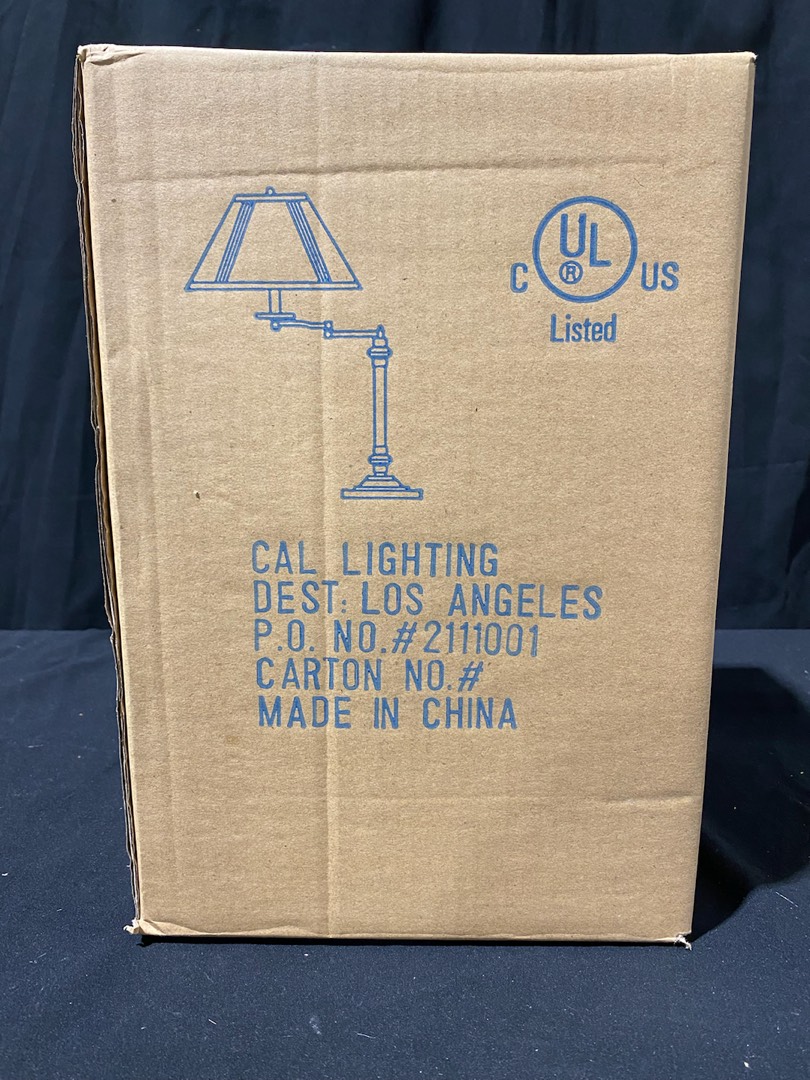 UL
®
C US
Listed
CAL LIGHTING
DEST: LOS ANGELES
P.O. NO.#2111001
CARTON NO.#
MADE IN CHINA